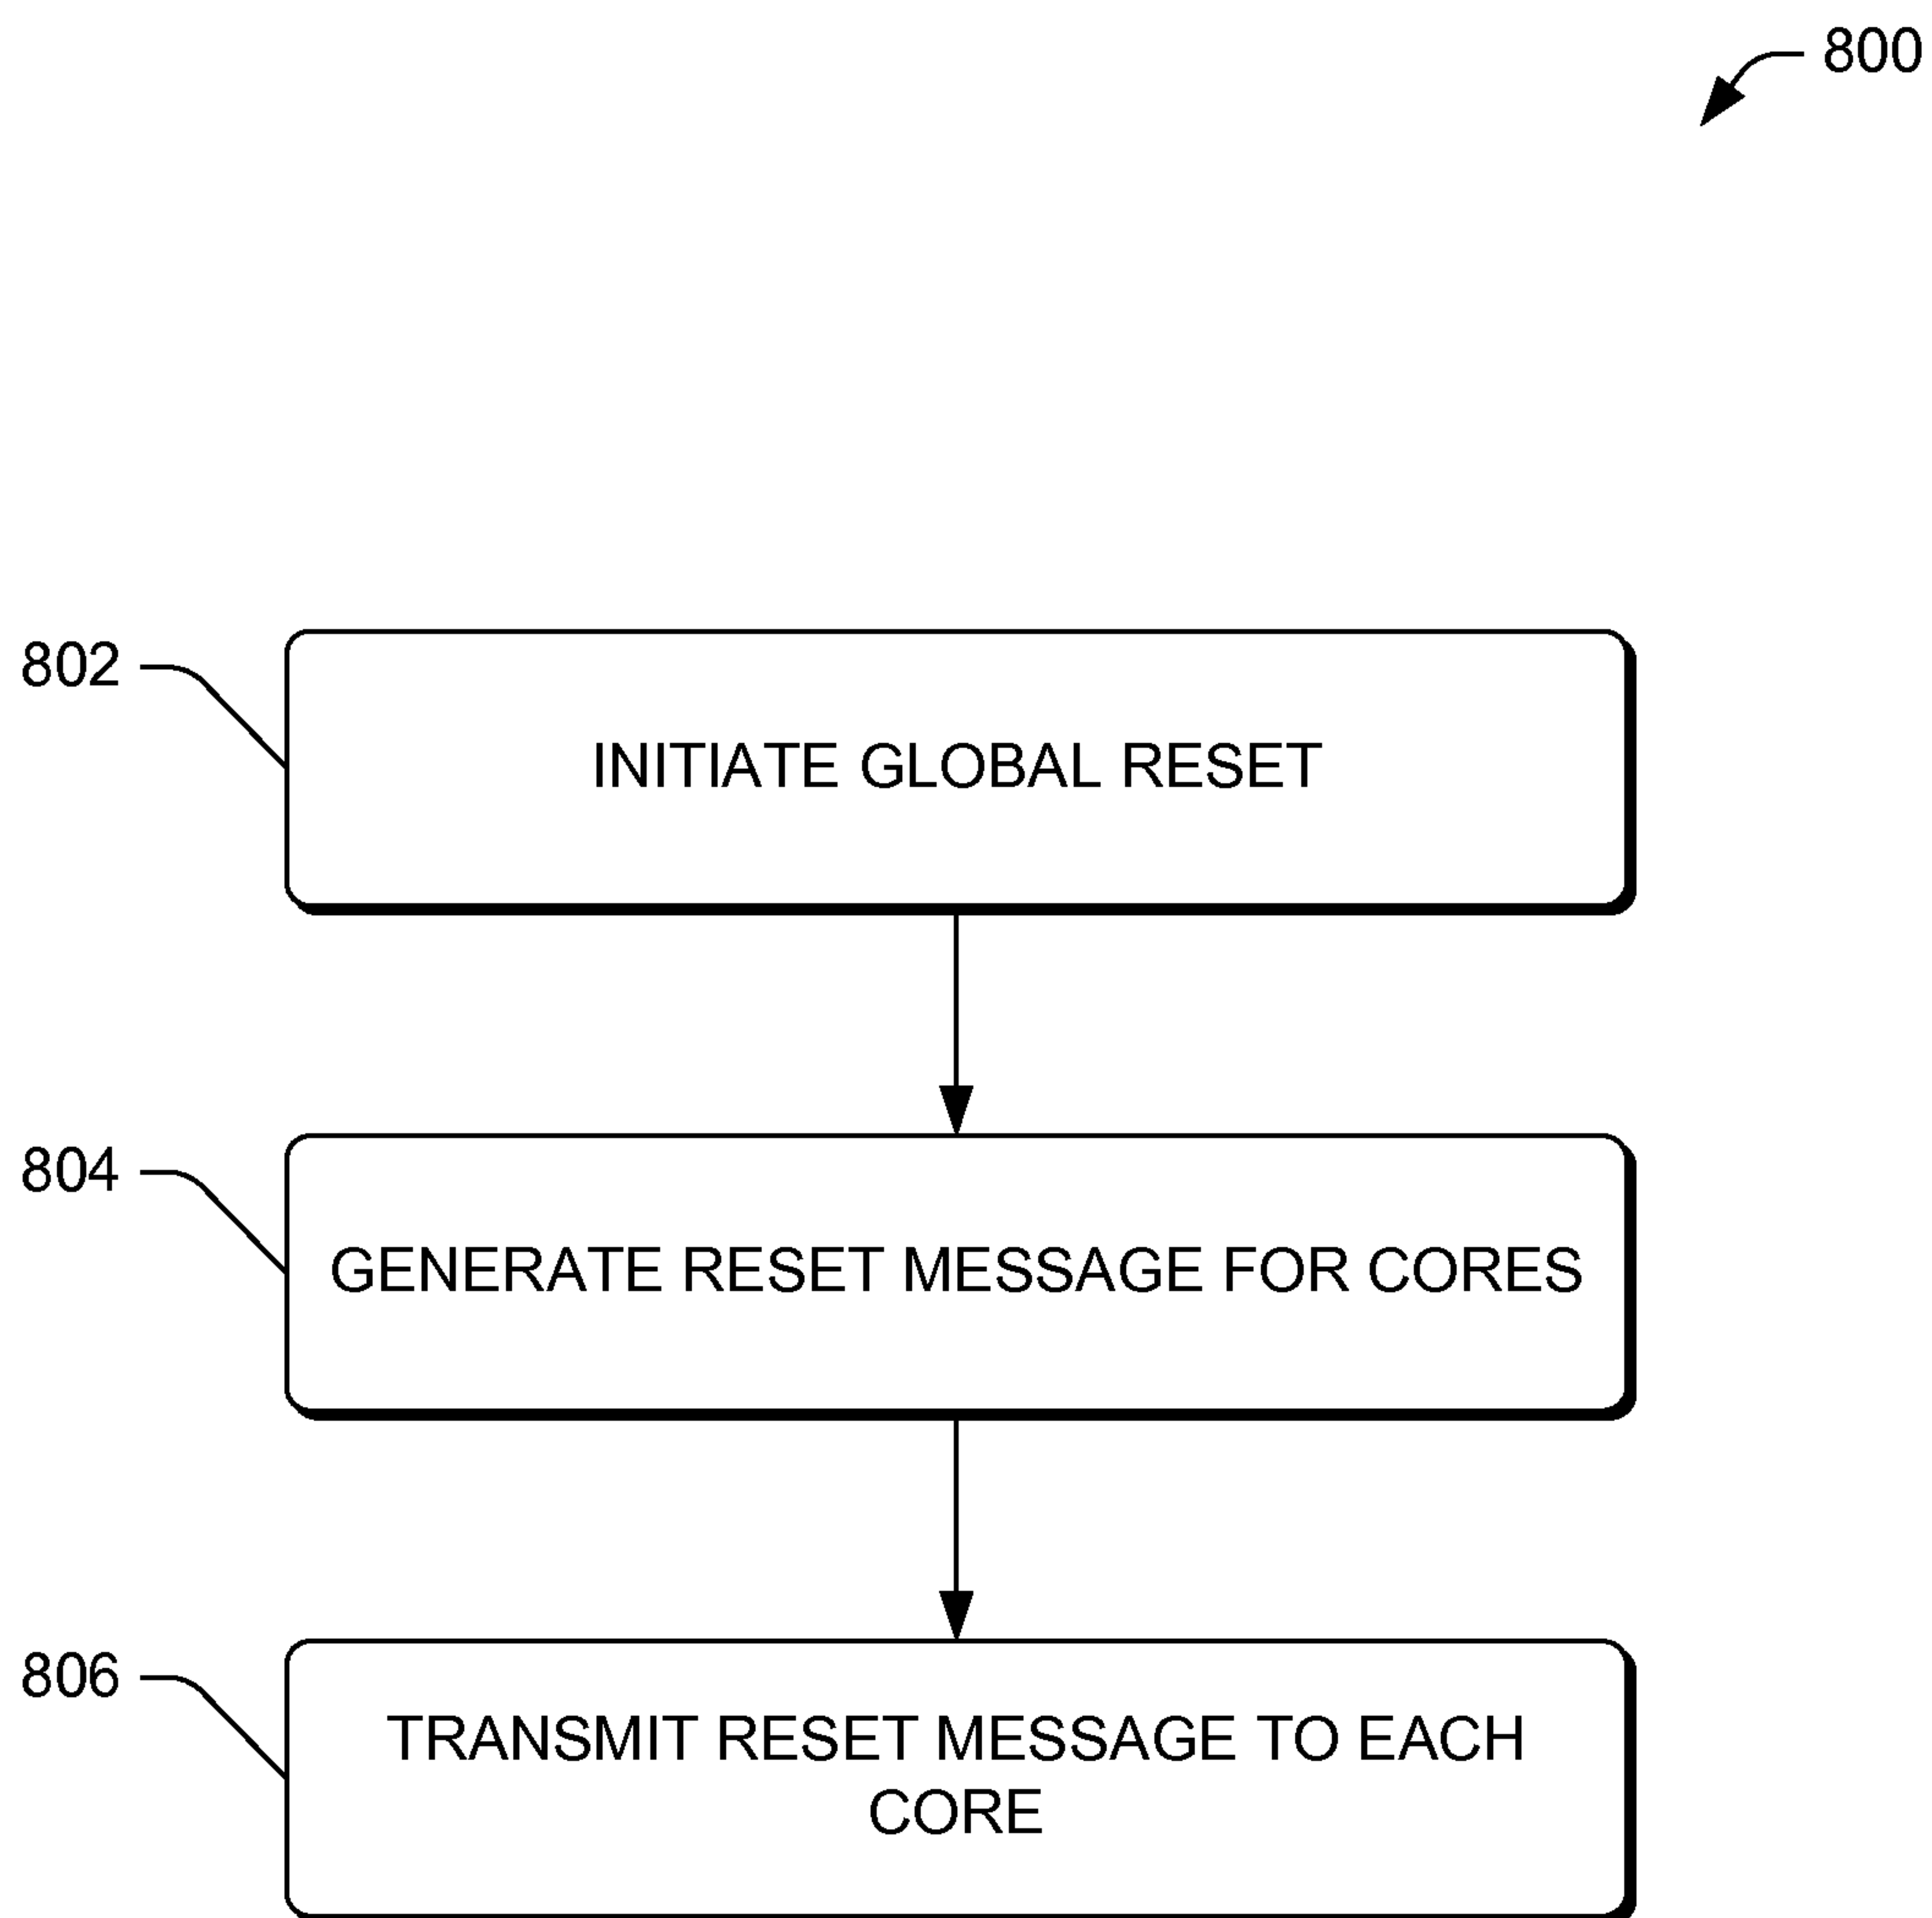 800
802
INITIATE GLOBAL RESET
804
GENERATE RESET MESSAGE FOR CORES
806
TRANSMIT RESET MESSAGE TO EACH
CORE